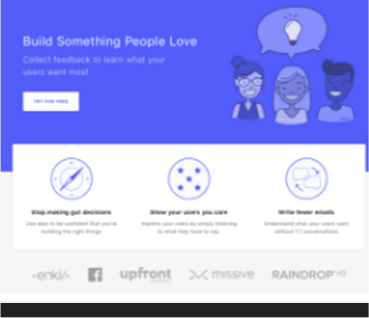 Build Something People Love
Collect feedback to learn what your
users want most
TRY FOR FREE
Stop making gut decisions
Show your users you care
Write fewer emails
Use data to be confident that you're
building the right things
Impress your users by simply listening
to what they have to say.
Understand what your users want
without 1:1 conversations
<enki/>
upfront
missive
RAINDROP IO